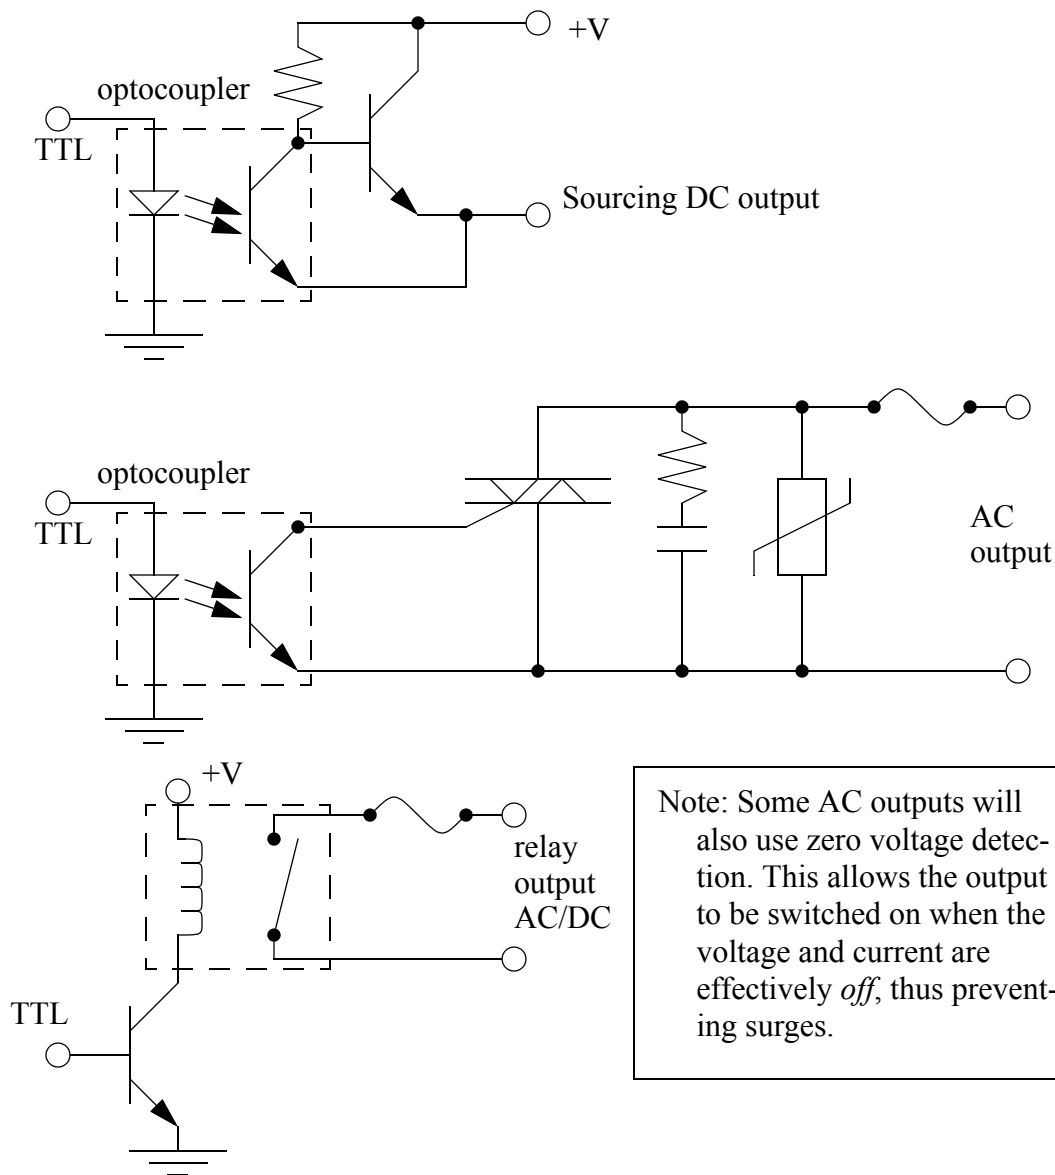 +V
optocoupler
TTL
Sourcing DC output
optocoupler
TTL
AC
output
+V
relay
output
AC/DC
TTL
Note: Some AC outputs will
also use zero voltage detec-
tion. This allows the output
to be switched on when the
voltage and current are
effectively off, thus prevent-
ing surges.